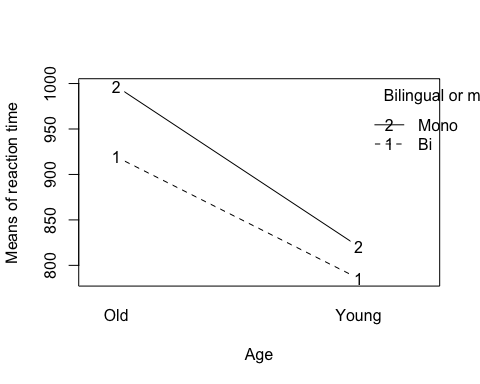 Means of reaction time
1000
950
900
850
800
2
1
2
1
Bilingual or m
2 Mono
1 Bi
Old Young
Age